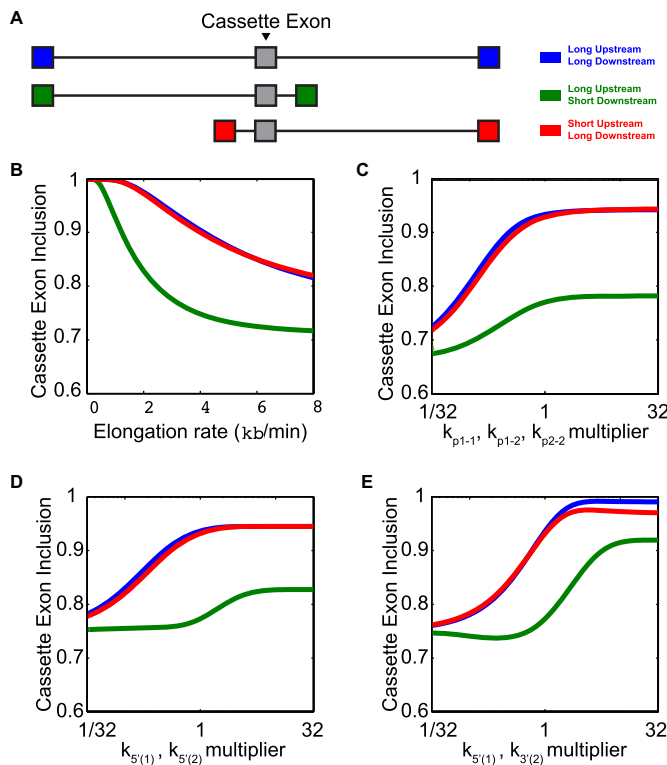 A
Cassette Exon
Long Upstream
Long Downstream
Long Upstream
Short Downstream
Short Upstream
Long Downstream
B
Cassette Exon Inclusion
1
0.9
0.8
0.7
0.6
0 2 4 6 8
Elongation rate (kb/min)
C
Cassette Exon Inclusion
1
0.9
0.8
0.7
0.6
1/32 1 32
kp1-1, kp1-2, kp2-2 multiplier
D
Cassette Exon Inclusion
1
0.9
0.8
0.7
0.6
1/32 1 32
k5'(1) , k5'(2) multiplier
E
Cassette Exon Inclusion
1
0.9
0.8
0.7
0.6
1/32 1 32
k5'(1) , k3'(2) multiplier